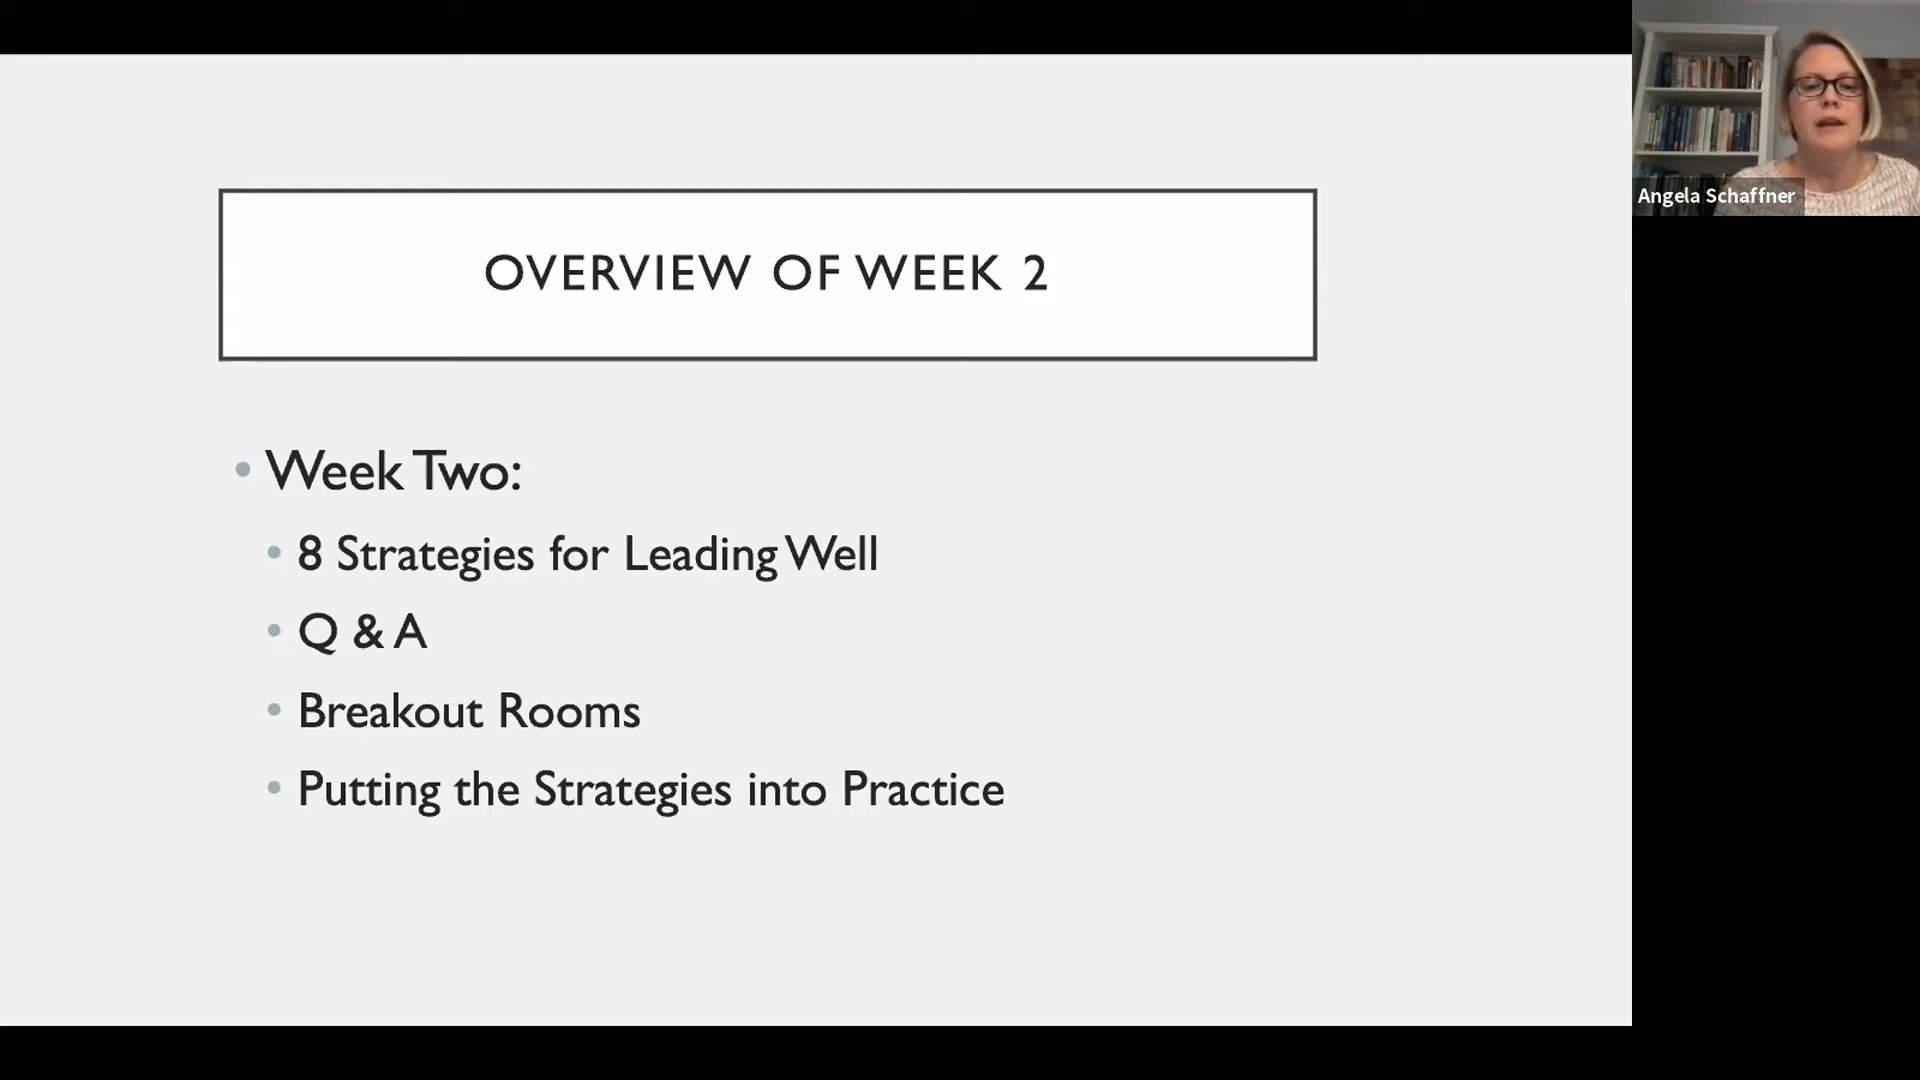 OVERVIEW OF WEEK 2
Week Two:
8 Strategies for Leading Well
Q & A
Breakout Rooms
Putting the Strategies into Practice
Angela Schaffner